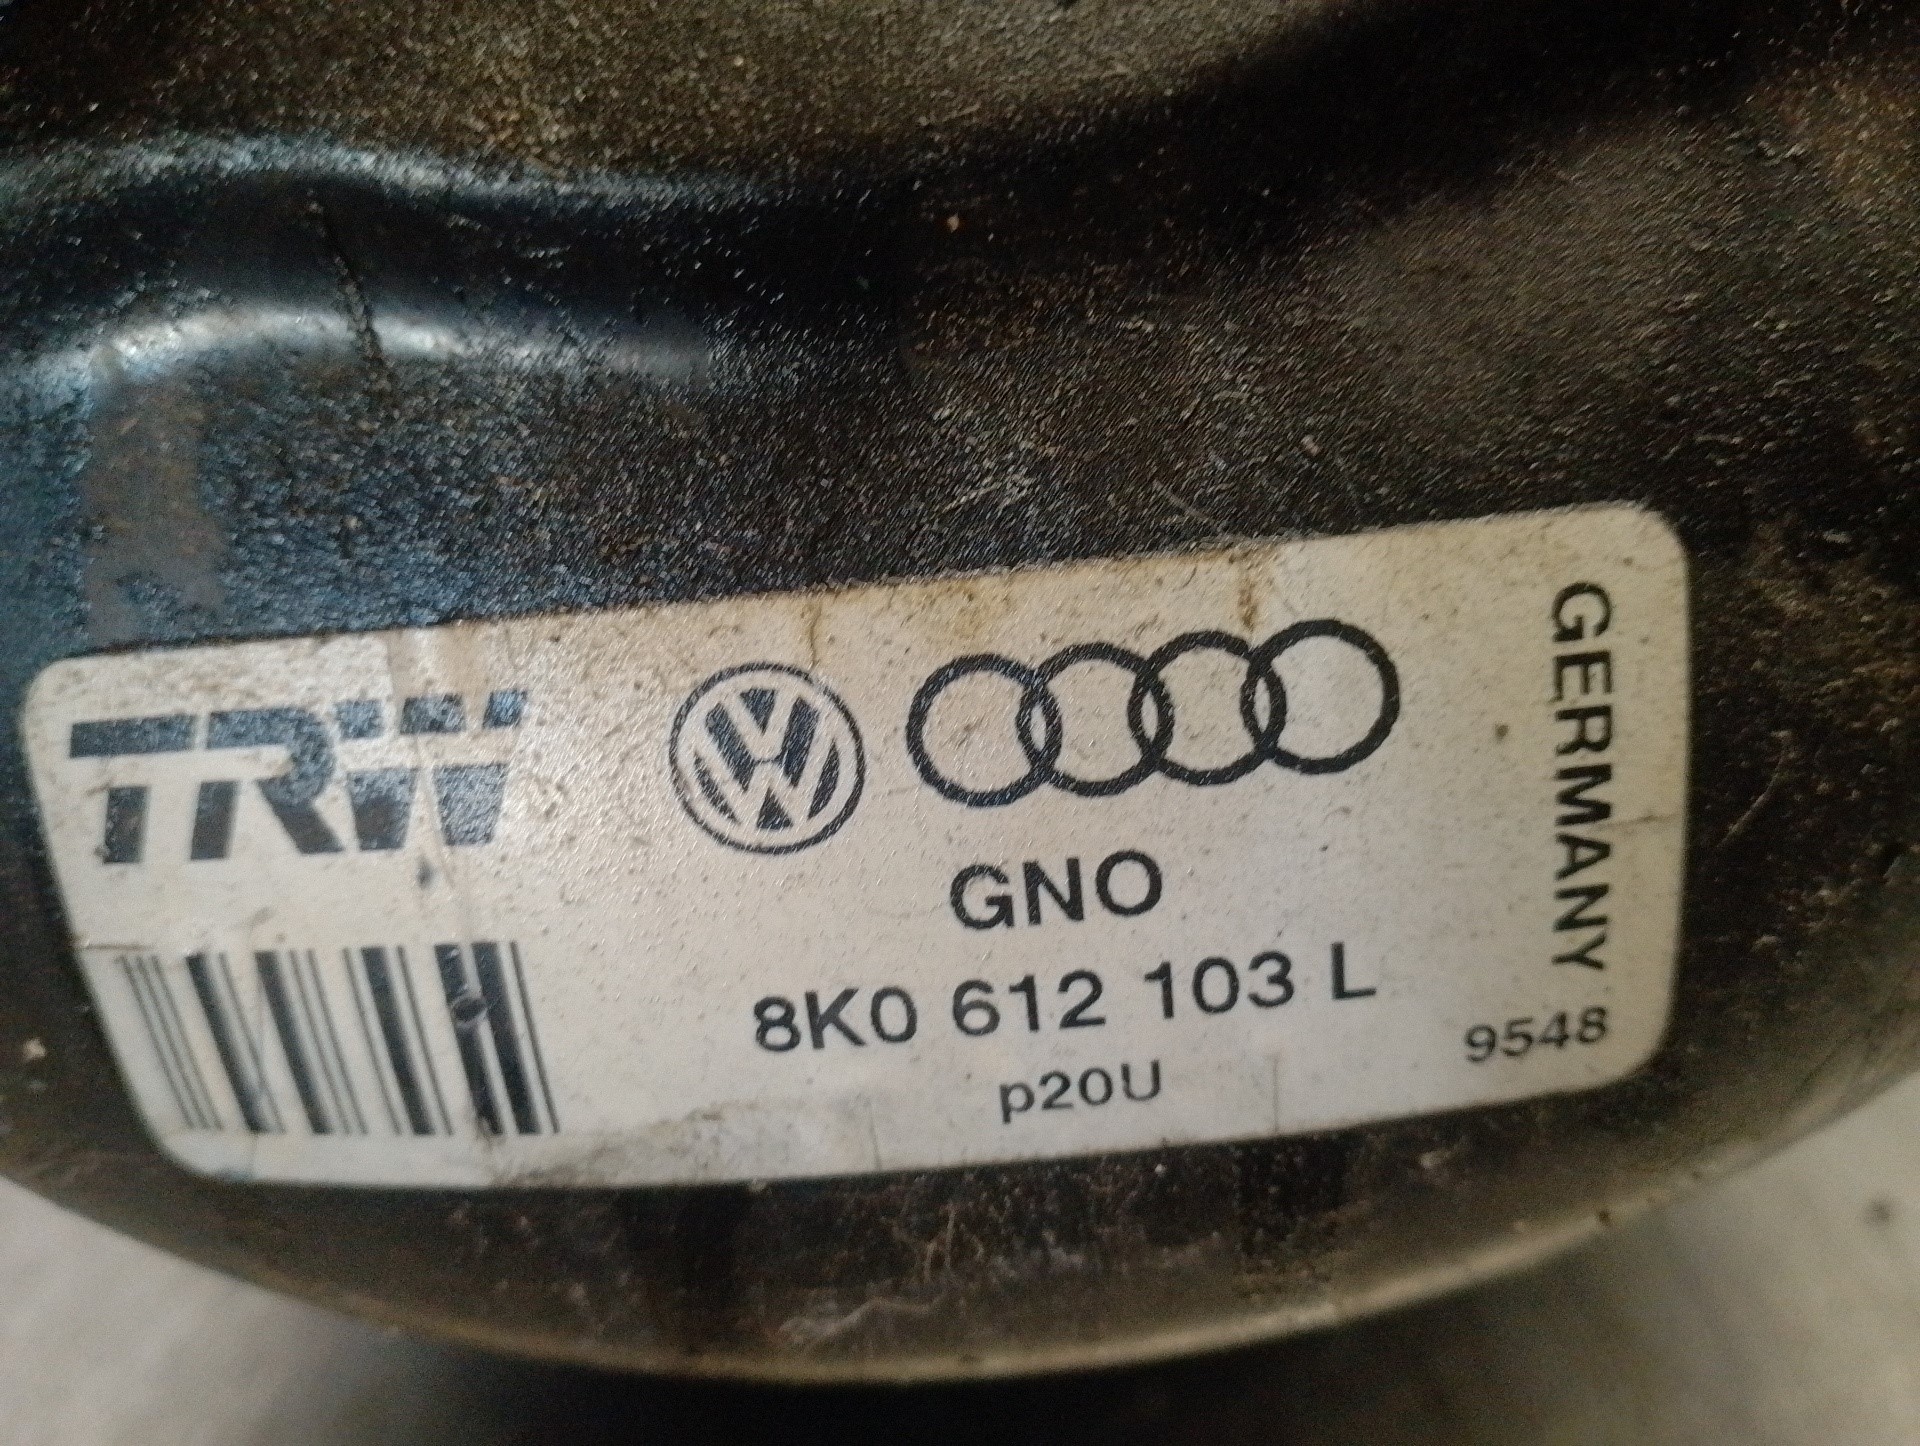 TRW
GNO
8K0 612 103 L
p20U
GERMANY
9548